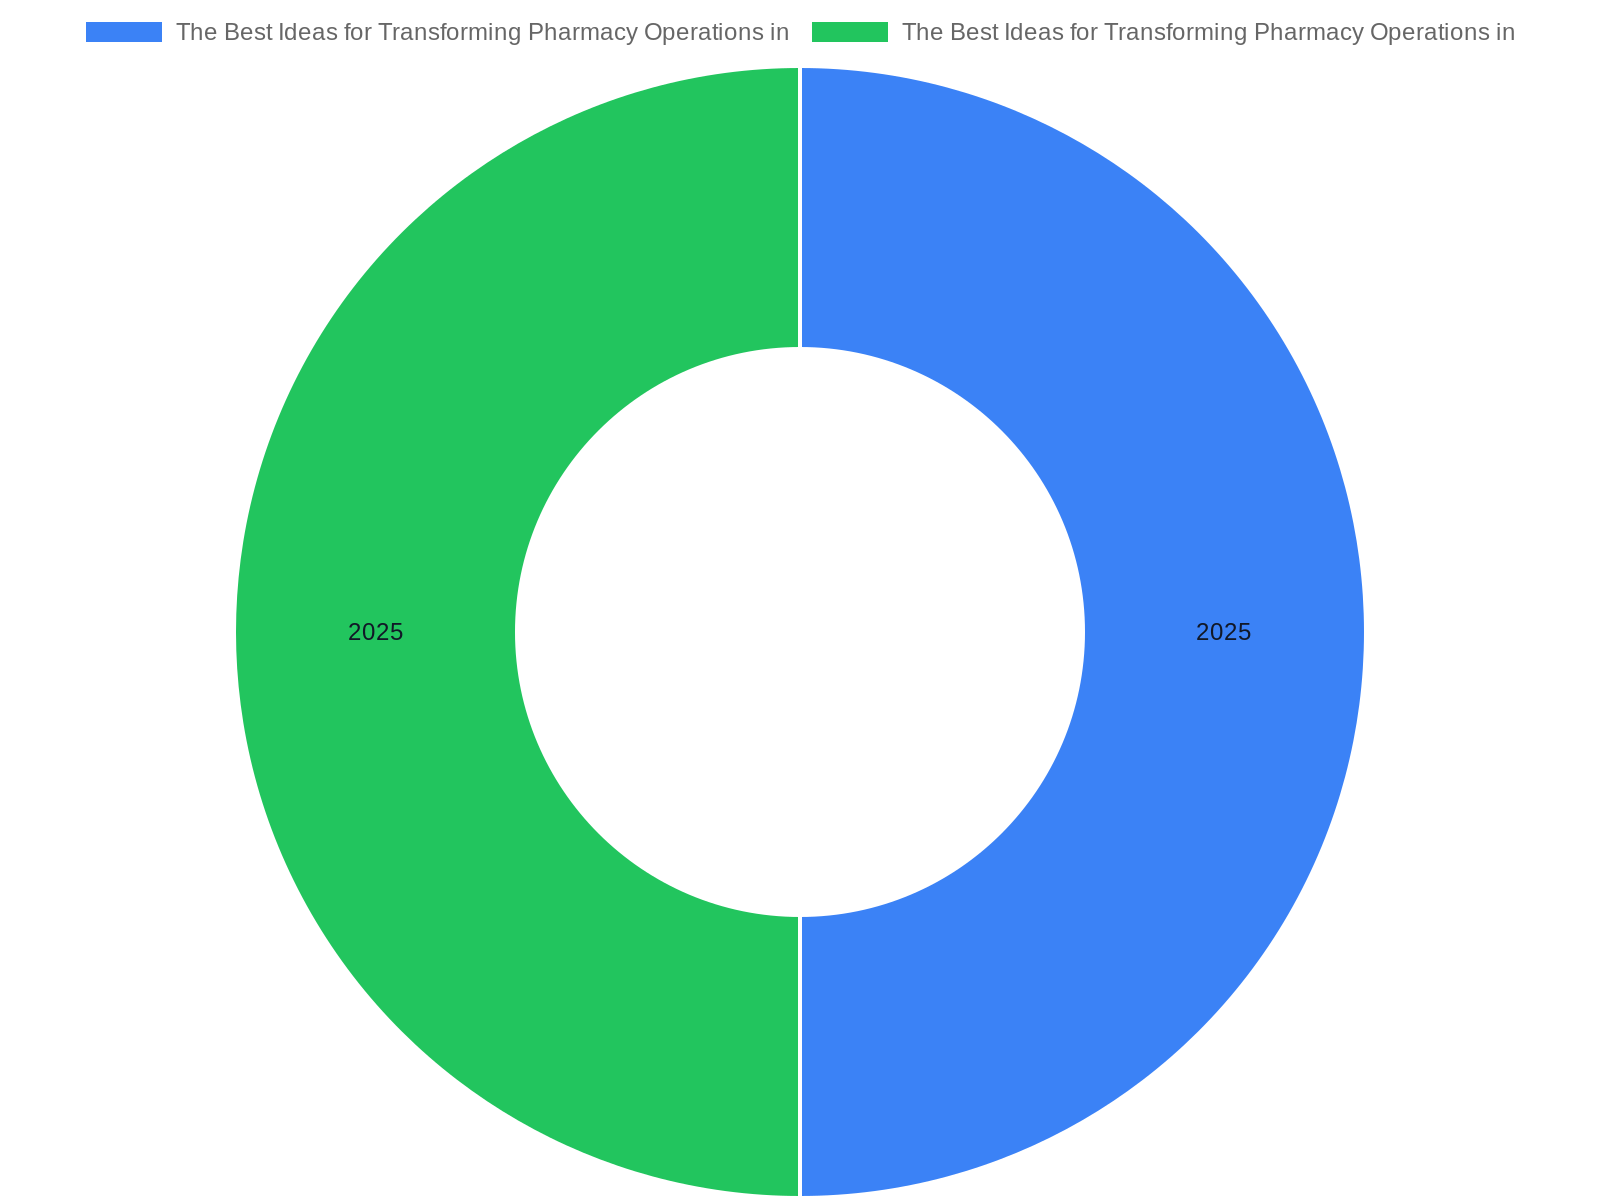 The Best Ideas for Transforming Pharmacy Operations in
The Best Ideas for Transforming Pharmacy Operations in
2025
2025